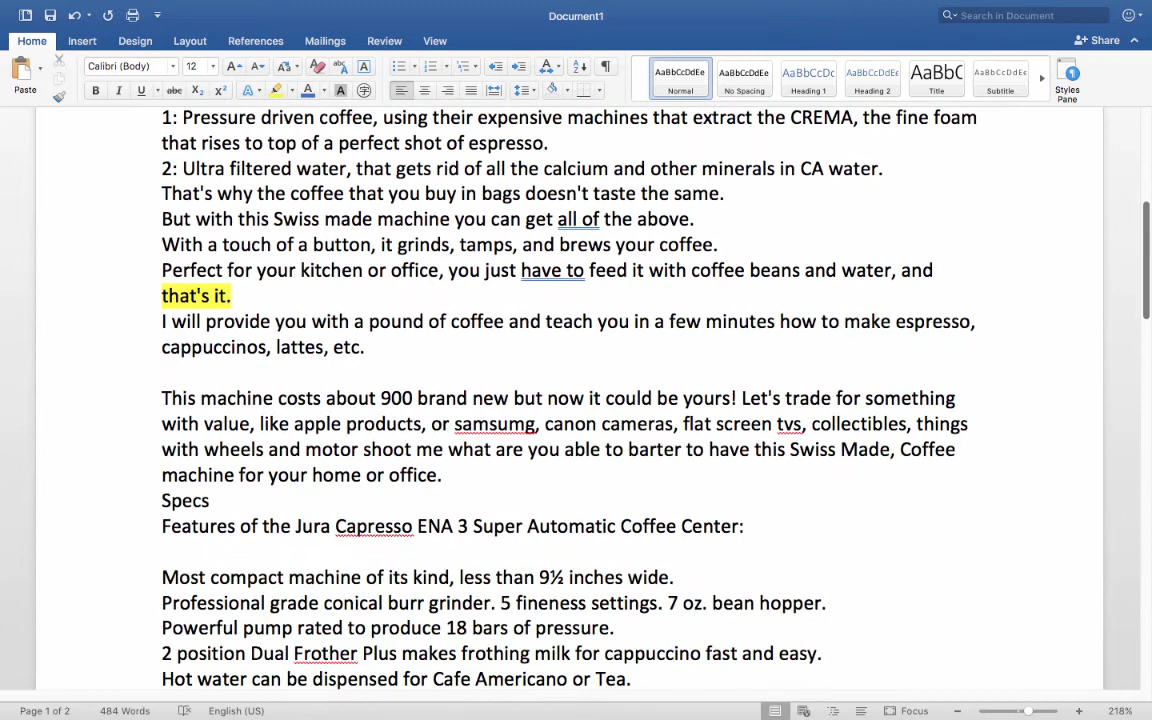 Document1
Search in Document
Home Insert Design Layout References Mailings Review View
Share
Paste
Calibri (Body) 12
AaBbCcDdEe AaBbCcDdEe AaBbCcDc AaBbCcDdEe AaBbC AaBbCcDdEe
Normal No Spacing Heading 1 Heading 2 Title Subtitle
Styles
Pane
1: Pressure driven coffee, using their expensive machines that extract the CREMA, the fine foam
that rises to top of a perfect shot of espresso.
2: Ultra filtered water, that gets rid of all the calcium and other minerals in CA water.
That's why the coffee that you buy in bags doesn't taste the same.
But with this Swiss made machine you can get all of the above.
With a touch of a button, it grinds, tamps, and brews your coffee.
Perfect for your kitchen or office, you just have to feed it with coffee beans and water, and
that's it.
I will provide you with a pound of coffee and teach you in a few minutes how to make espresso,
cappuccinos, lattes, etc.
This machine costs about 900 brand new but now it could be yours! Let's trade for something
with value, like apple products, or samsumg, canon cameras, flat screen tvs, collectibles, things
with wheels and motor shoot me what are you able to barter to have this Swiss Made, Coffee
machine for your home or office.
Specs
Features of the Jura Capresso ENA 3 Super Automatic Coffee Center:
Most compact machine of its kind, less than 9½ inches wide.
Professional grade conical burr grinder. 5 fineness settings. 7 oz. bean hopper.
Powerful pump rated to produce 18 bars of pressure.
2 position Dual Frother Plus makes frothing milk for cappuccino fast and easy.
Hot water can be dispensed for Cafe Americano or Tea.
Page 1 of 2 484 Words English (US) Focus 218%